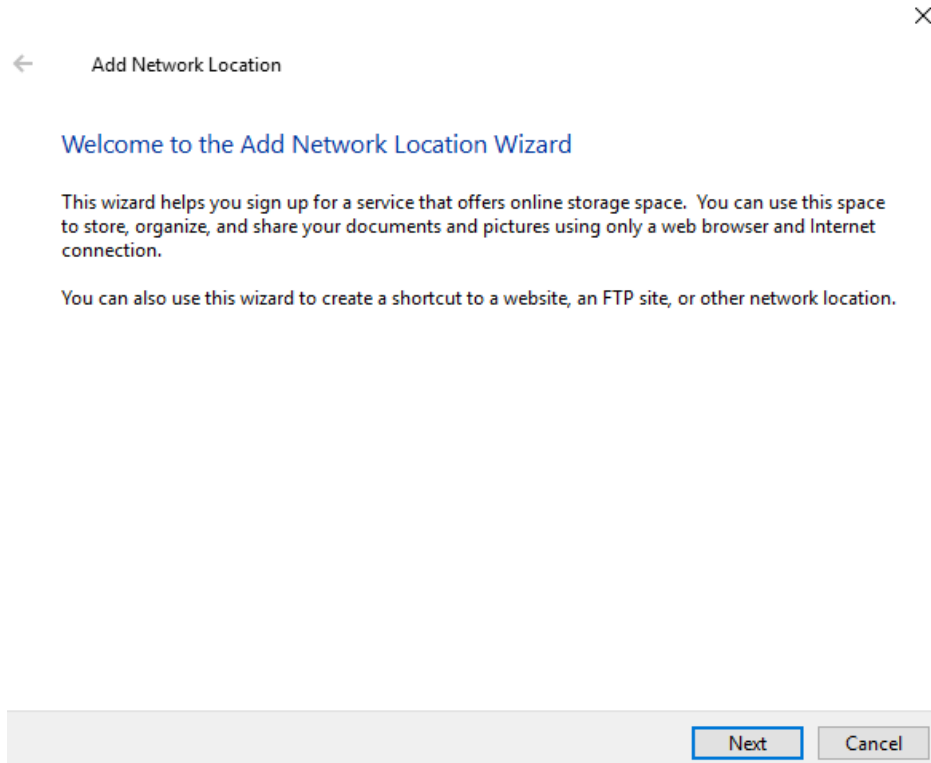 Add Network Location
Welcome to the Add Network Location Wizard
This wizard helps you sign up for a service that offers online storage space.  You can use this space
to store, organize, and share your documents and pictures using only a web browser and Internet
connection.
You can also use this wizard to create a shortcut to a website, an FTP site, or other network location.
Next
Cancel